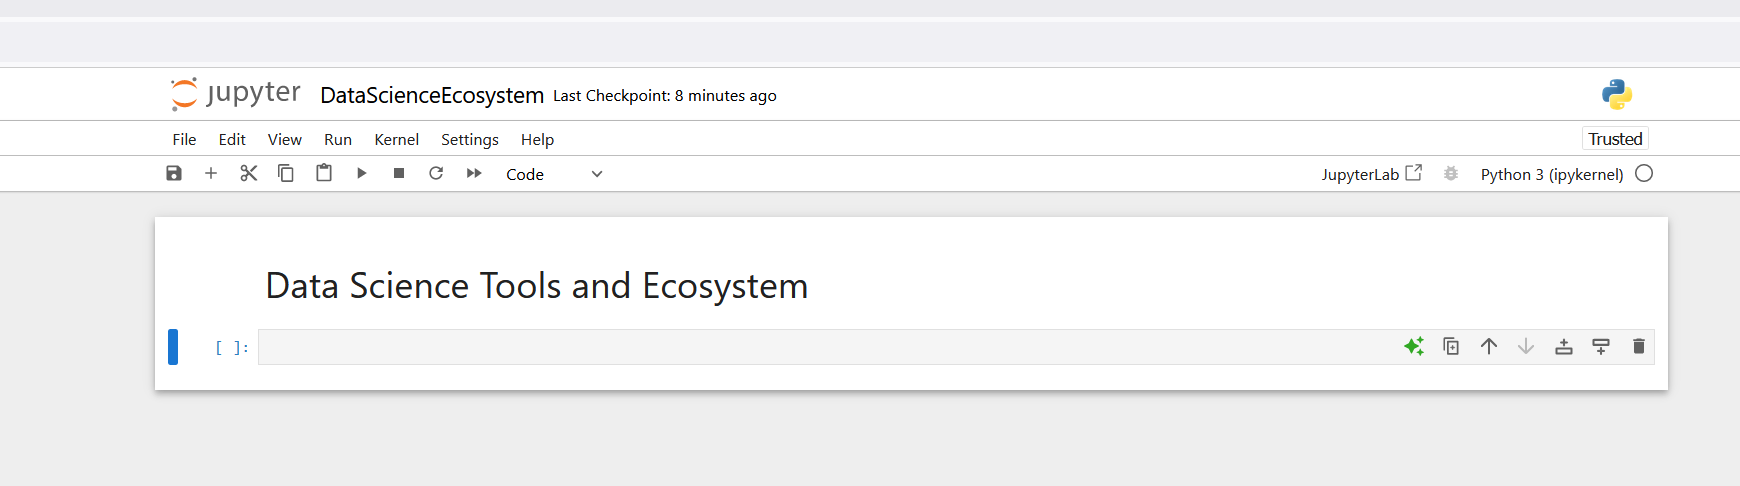 jupyter DataScienceEcosystem Last Checkpoint: 8 minutes ago
File Edit View Run Kernel Settings Help Trusted
Code JupyterLab Python 3 (ipykernel)
Data Science Tools and Ecosystem
[ ]: